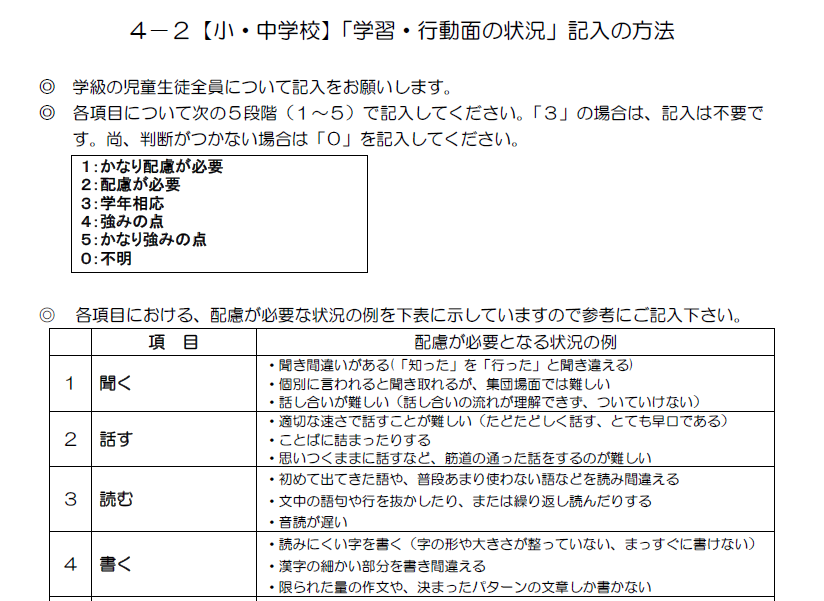 4-2【小・中学校】「学習・行動面の状況」記入の方法
◎ 学級の児童生徒全員について記入をお願いします。
◎ 各項目について次の5段階(1~5)で記入してください。「3」の場合は、記入は不要で
す。尚、判断がつかない場合は「0」を記入してください。
1:かなり配慮が必要
2:配慮が必要
3:学年相応
4:強みの点
5:かなり強みの点
0:不明
◎ 各項目における、配慮が必要な状況の例を下表に示していますので参考にご記入下さい。
項 目 配慮が必要となる状況の例
1 聞く
・聞き間違いがある(「知った」を「行った」と聞き違える)
・個別に言われると聞き取れるが、集団場面では難しい
・話し合いが難しい(話し合いの流れが理解できず、ついていけない)
2 話す
・適切な速さで話すことが難しい(たどたどしく話す、とても早口である)
・ことばに詰まったりする
・思いつくままに話すなど、筋道の通った話をするのが難しい
3 読む
・初めて出てきた語や、普段あまり使わない語などを読み間違える
・文中の語句や行を抜かしたり、または繰り返し読んだりする
・音読が遅い
4 書く
・読みにくい字を書く(字の形や大きさが整っていない、まっすぐに書けない)
・漢字の細かい部分を書き間違える
・限られた量の作文や、決まったパターンの文章しか書かない